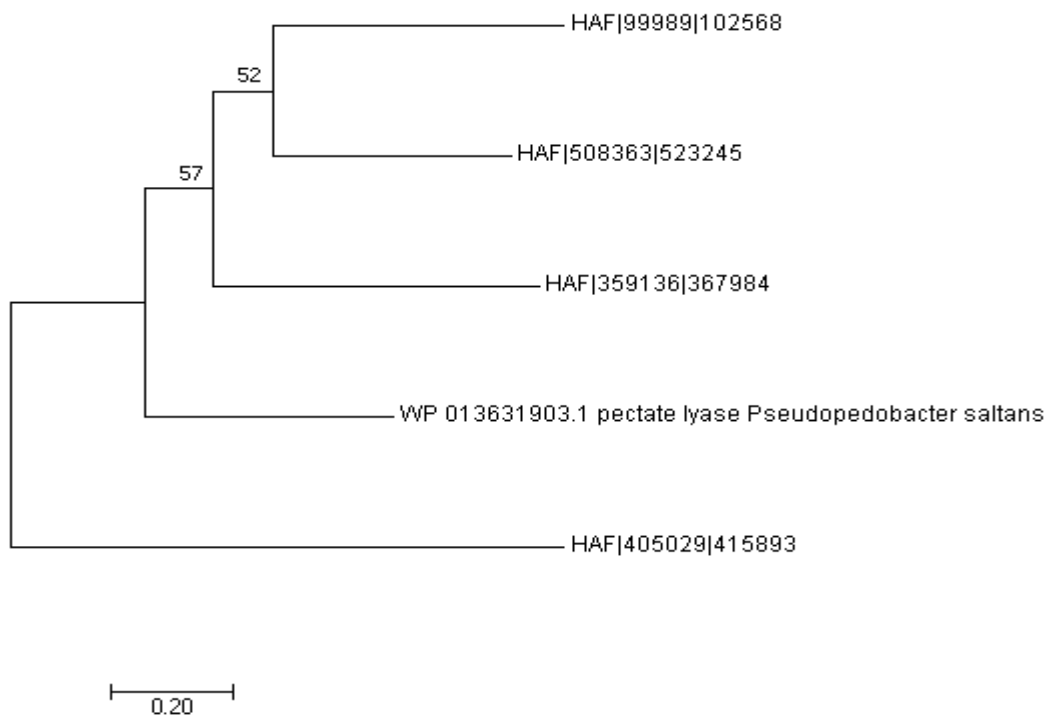 HAF|99989|102568
52
HAF|508363|523245
57
HAF|359136|367984
WP 013631903.1 pectate lyase Pseudopedobacter saltans
HAF|405029|415893
0.20